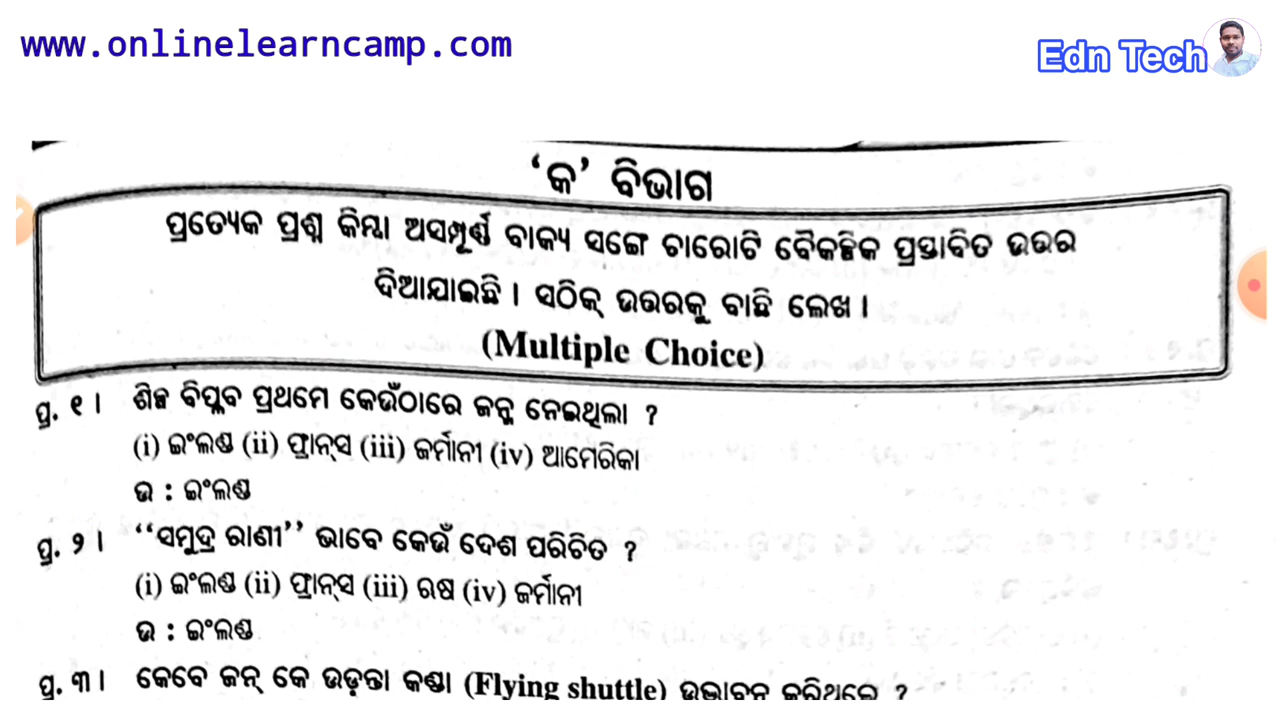 www.onlinelearncamp.com
Edn Tech
‘କ’ ବିଭାଗ
ପ୍ରତ୍ୟେକ ପ୍ରଶ୍ନ କିମ୍ବା ଅସମ୍ପୂର୍ଣ୍ଣ ବାକ୍ୟ ସଙ୍ଗେ ଚାରୋଟି ବୈକଳ୍ପିକ ପ୍ରସ୍ତାବିତ ଉତ୍ତର
ଦିଆଯାଇଛି । ସଠିକ୍ ଉତ୍ତରକୁ ବାଛି ଲେଖ ।
(Multiple Choice)
ପ୍ର. ୧ । ଶିଳ୍ପ ବିପ୍ଳବ ପ୍ରଥମେ କେଉଁଠାରେ ଜନ୍ମ ନେଇଥିଲା ?
(i) ଇଂଲଣ୍ଡ (ii) ଫ୍ରାନ୍‌ସ (iii) ଜର୍ମାନୀ (iv) ଆମେରିକା
ଉ : ଇଂଲଣ୍ଡ
ପ୍ର. ୨ । ‘‘ସମୁଦ୍ର ରାଣୀ’’ ଭାବେ କେଉଁ ଦେଶ ପରିଚିତ ?
(i) ଇଂଲଣ୍ଡ (ii) ଫ୍ରାନ୍‌ସ (iii) ଋଷ (iv) ଜର୍ମାନୀ
ଉ : ଇଂଲଣ୍ଡ
ପ୍ର. ୩ । କେବେ ଜନ୍ କେ ଉଡ଼ନ୍ତା କଣ୍ଡା (Flying shuttle) ଉଦ୍ଭାବନ କରିଥିଲେ ?